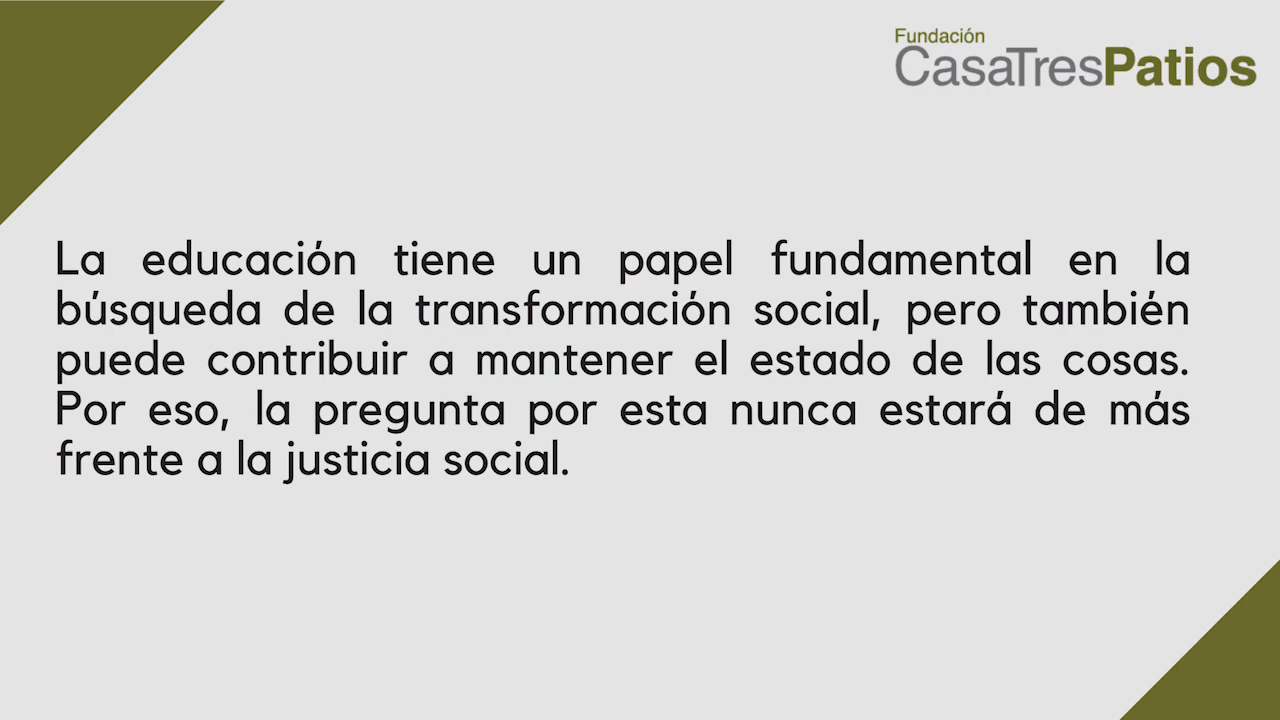 Fundación
CasaTresPatios
La educación tiene un papel fundamental en la
búsqueda de la transformación social, pero también
puede contribuir a mantener el estado de las cosas.
Por eso, la pregunta por esta nunca estará de más
frente a la justicia social.